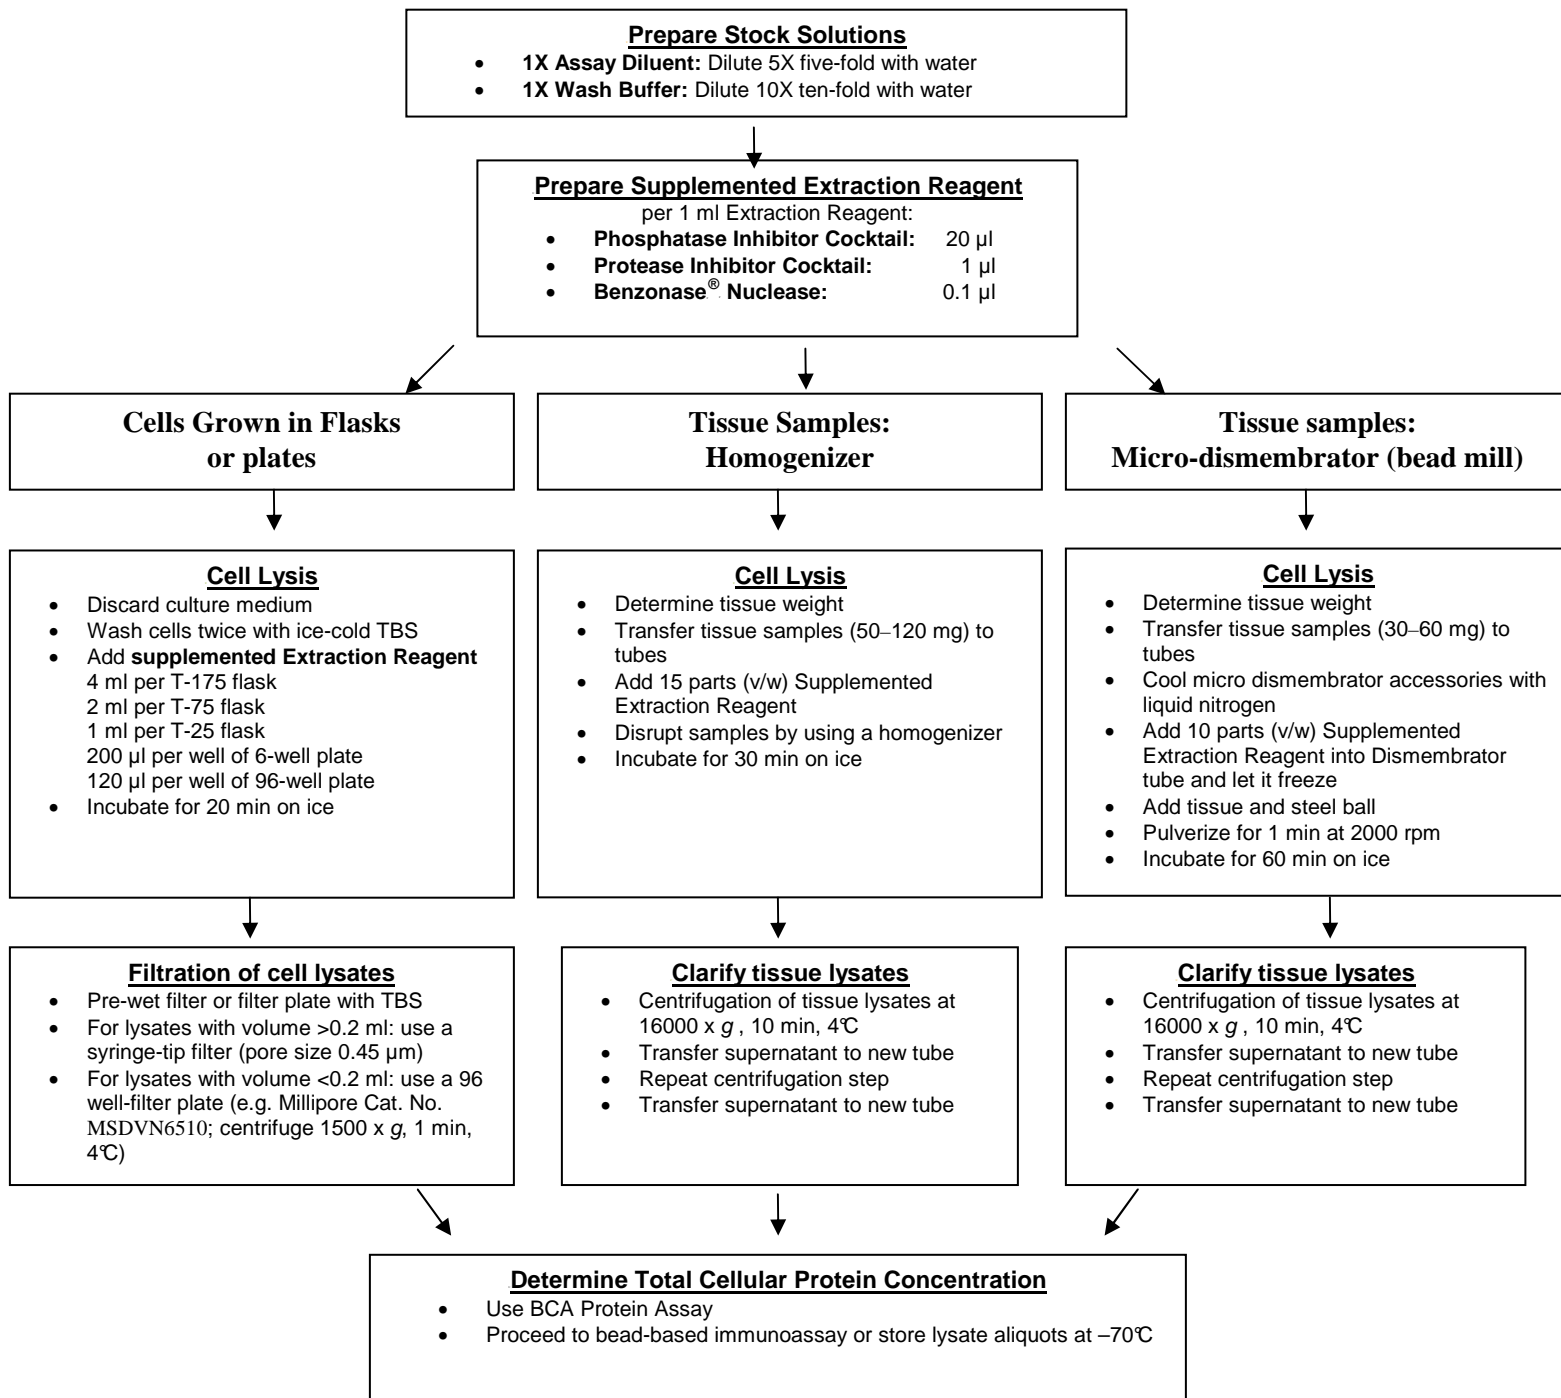 Prepare Stock Solutions
• 1X Assay Diluent: Dilute 5X five-fold with water
• 1X Wash Buffer: Dilute 10X ten-fold with water
Prepare Supplemented Extraction Reagent
per 1 ml Extraction Reagent:
• Phosphatase Inhibitor Cocktail: 20 µl
• Protease Inhibitor Cocktail: 1 µl
• Benzonase® Nuclease: 0.1 µl
Cells Grown in Flasks
or plates
Tissue Samples:
Homogenizer
Tissue samples:
Micro-dismembrator (bead mill)
Cell Lysis
• Discard culture medium
• Wash cells twice with ice-cold TBS
• Add supplemented Extraction Reagent
4 ml per T-175 flask
2 ml per T-75 flask
1 ml per T-25 flask
200 µl per well of 6-well plate
120 µl per well of 96-well plate
• Incubate for 20 min on ice
Cell Lysis
• Determine tissue weight
• Transfer tissue samples (50–120 mg) to
tubes
• Add 15 parts (v/w) Supplemented
Extraction Reagent
• Disrupt samples by using a homogenizer
• Incubate for 30 min on ice
Cell Lysis
• Determine tissue weight
• Transfer tissue samples (30–60 mg) to
tubes
• Cool micro dismembrator accessories with
liquid nitrogen
• Add 10 parts (v/w) Supplemented
Extraction Reagent into Dismembrator
tube and let it freeze
• Add tissue and steel ball
• Pulverize for 1 min at 2000 rpm
• Incubate for 60 min on ice
Filtration of cell lysates
• Pre-wet filter or filter plate with TBS
• For lysates with volume >0.2 ml: use a
syringe-tip filter (pore size 0.45 µm)
• For lysates with volume <0.2 ml: use a 96
well-filter plate (e.g. Millipore Cat. No.
MSDVN6510; centrifuge 1500 x g, 1 min,
4°C)
Clarify tissue lysates
• Centrifugation of tissue lysates at
16000 x g , 10 min, 4°C
• Transfer supernatant to new tube
• Repeat centrifugation step
• Transfer supernatant to new tube
Clarify tissue lysates
• Centrifugation of tissue lysates at
16000 x g , 10 min, 4°C
• Transfer supernatant to new tube
• Repeat centrifugation step
• Transfer supernatant to new tube
Determine Total Cellular Protein Concentration
• Use BCA Protein Assay
• Proceed to bead-based immunoassay or store lysate aliquots at –70°C